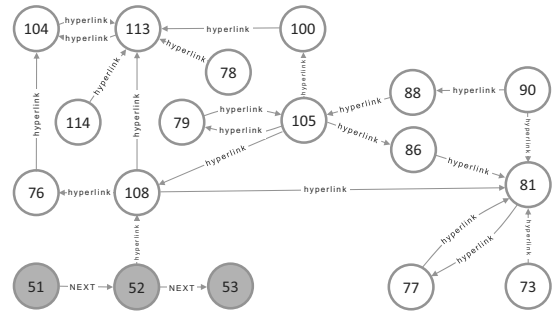 104 hyperlink 113 hyperlink 100
hyperlink
hyperlink 78
hyperlink hyperlink hyperlink hyperlink
88 hyperlink 90
114 79 hyperlink 105 hyperlink
hyperlink hyperlink 86 hyperlink
hyperlink hyperlink
76 hyperlink 108 hyperlink 81
hyperlink hyperlink hyperlink hyperlink
51 NEXT 52 NEXT 53 77 73